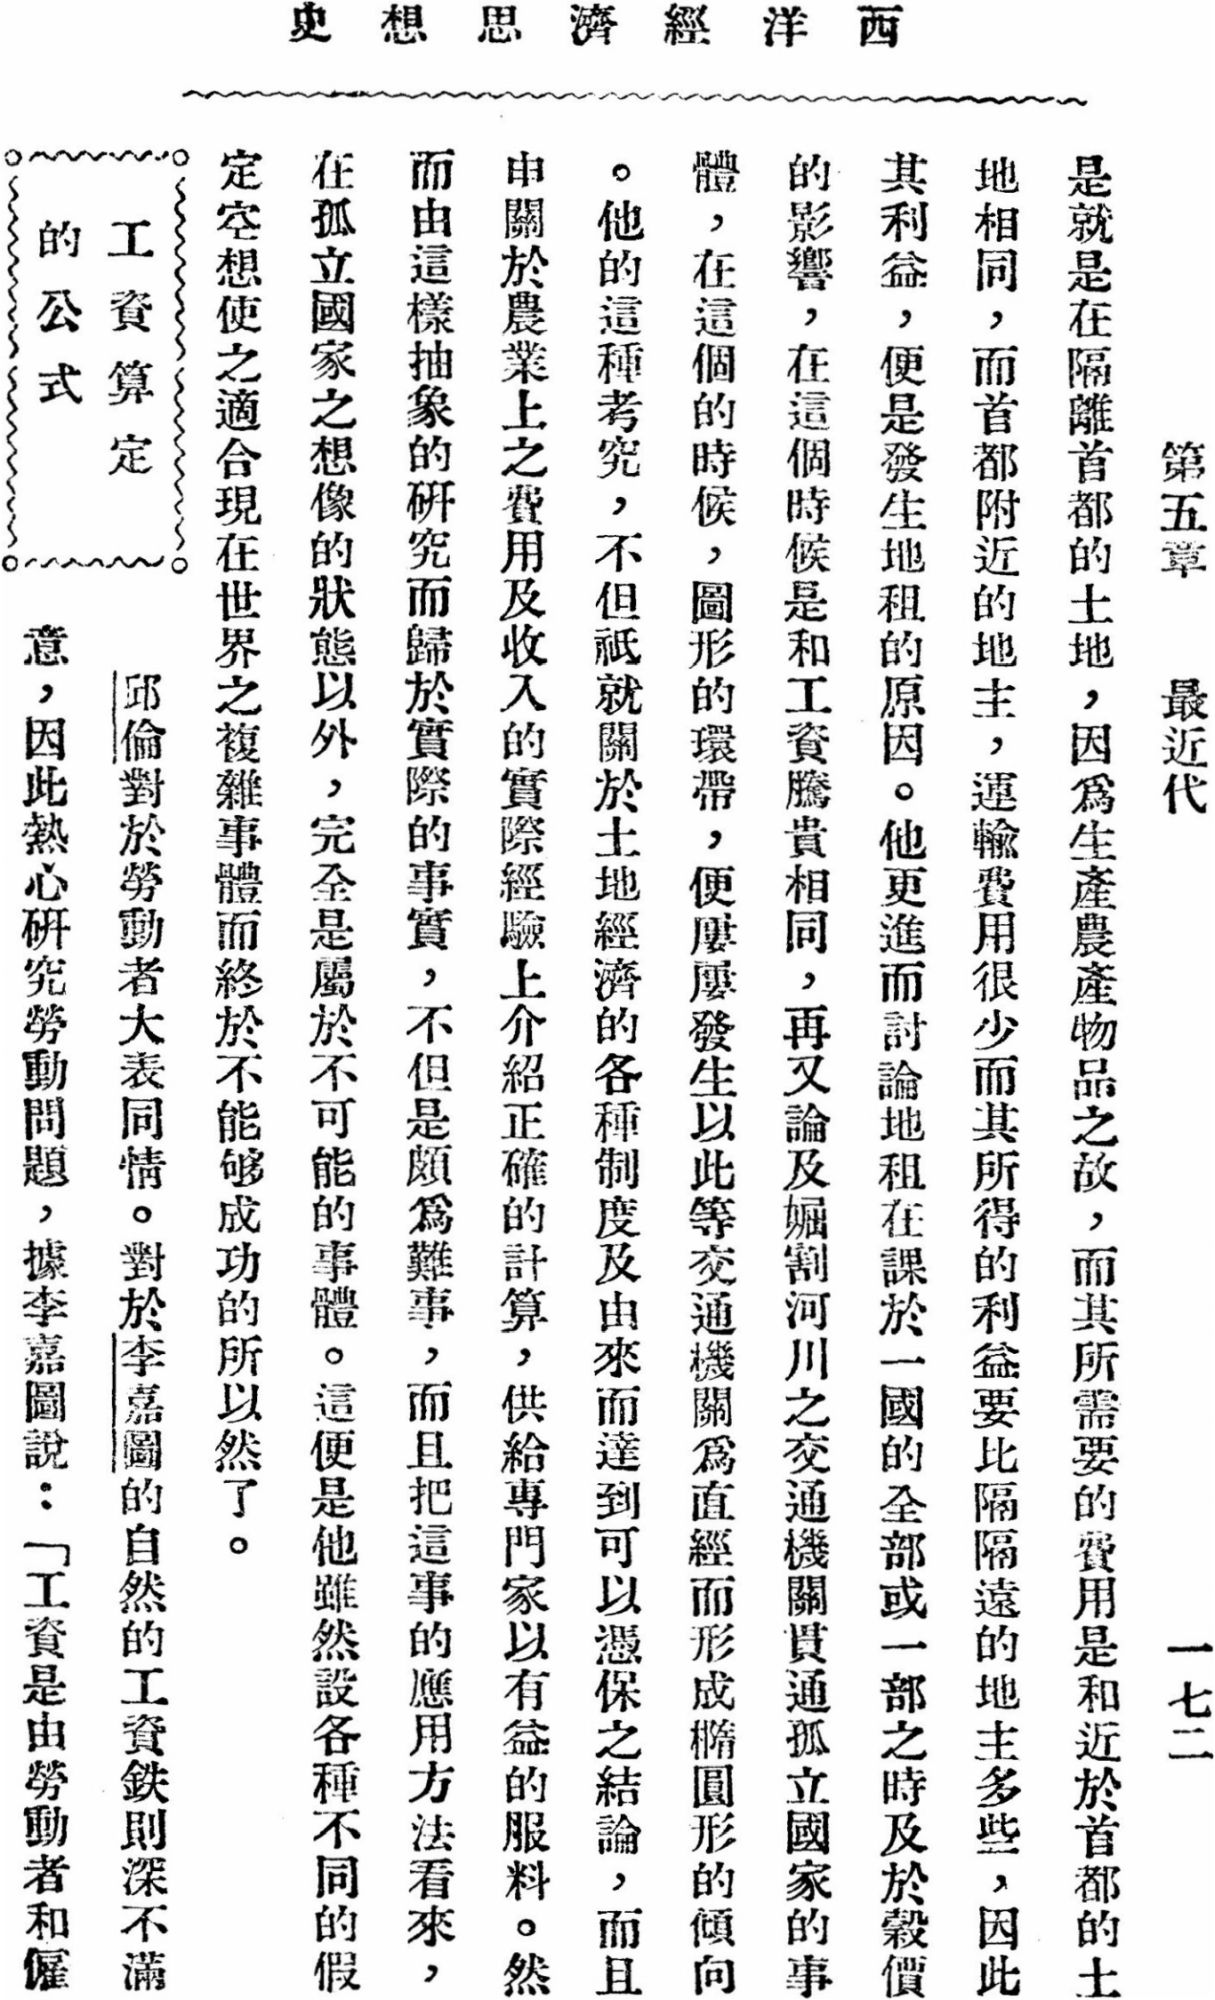 西洋經濟思想史
第五章　最近代　一七二
是就是在隔離首都的土地，因爲生產農產物品之故，而其所需要的費用是和近於首都的土
地相同，而首都附近的地主，運輸費用很少而其所得的利益要比隔隔遠的地主多些，因此
其利益，便是發生地租的原因。他更進而討論地租在課於一國的全部或一部之時及於穀價
的影響，在這個時候是和工資騰貴相同，再又論及堀割河川之交通機關貫通孤立國家的事
體，在這個的時候，圖形的環帶，便屢屢發生以此等交通機關爲直經而形成橢圓形的傾向
。他的這種考究，不但祇就關於土地經濟的各種制度及由來而達到可以憑保之結論，而且
申關於農業上之費用及收入的實際經驗上介紹正確的計算，供給專門家以有益的服料。然
而由這樣抽象的研究而歸於實際的事實，不但是頗爲難事，而且把這事的應用方法看來，
在孤立國家之想像的狀態以外，完全是屬於不可能的事體。這便是他雖然設各種不同的假
定空想使之適合現在世界之複雜事體而終於不能够成功的所以然了。
工資算定
的公式
邱倫對於勞動者大表同情。對於李嘉圖的自然的工資鉄則深不滿
意，因此熱心研究勞動問題，據李嘉圖說：「工資是由勞動者和僱